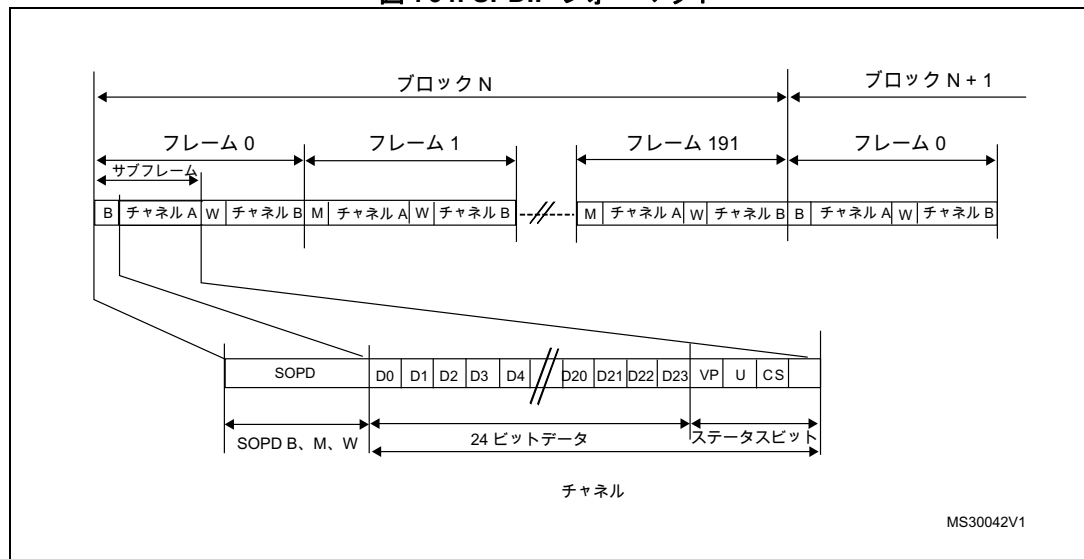 ブロック N
ブロック N + 1
フレーム 0
フレーム 1
フレーム 191
フレーム 0
サブフレーム
B チャネル A W チャネル B M チャネル A W チャネル B M チャネル A W チャネル B B チャネル A W チャネル B
SOPD D0 D1 D2 D3 D4 D20 D21 D22 D23 VP U CS
SOPD B、M、W
24 ビットデータ
ステータスビット
チャネル
MS30042V1